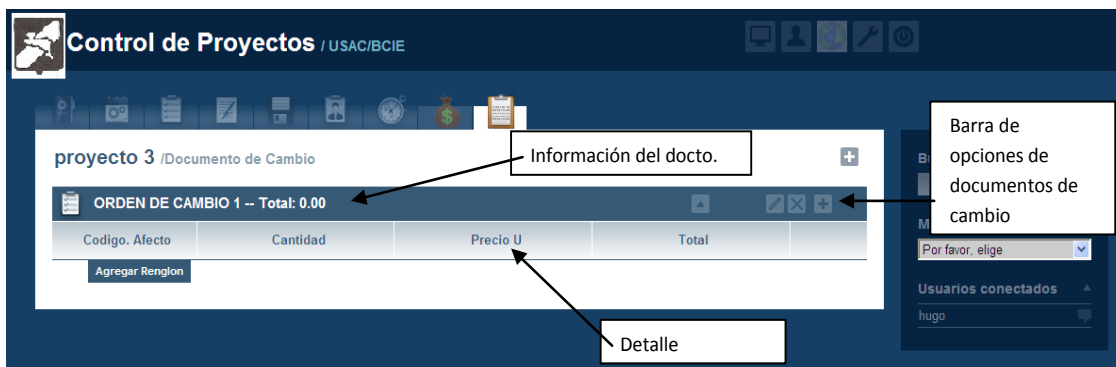 Control de Proyectos / USAC/BCIE
proyecto 3 /Documento de Cambio
Información del docto.
Barra de
opciones de
documentos de
cambio
ORDEN DE CAMBIO 1 -- Total: 0.00
Codigo. Afecto Cantidad Precio U Total
Agregar Renglon
Por favor, elige
Usuarios conectados
hugo
Detalle